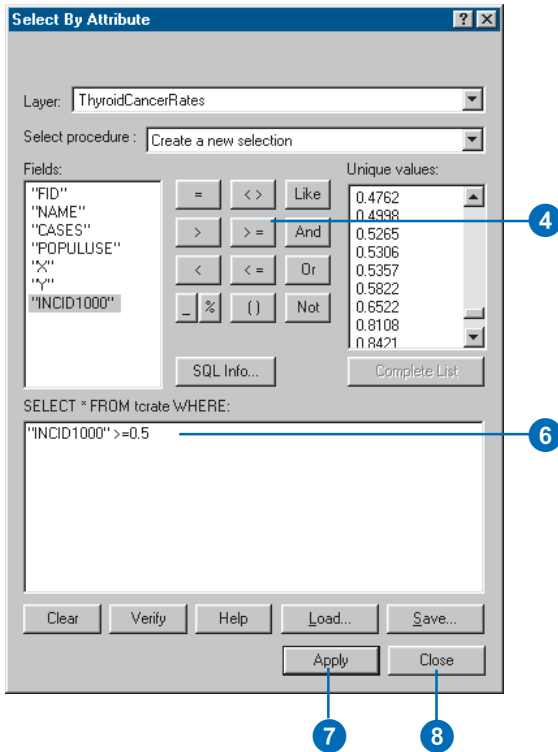 Select By Attribute
? ×
Layer: ThyroidCancerRates
Select procedure : Create a new selection
Fields:
Unique values:
"FID"
"NAME"
"CASES"
"POPULUSE"
"X"
"Y"
"INCID1000"
= < > Like
> > = And
< < = Or
_ % ( ) Not
0.4762
0.4998
0.5265
0.5306
0.5357
0.5822
0.6522
0.8108
0.8421
4
SQL Info...
Complete List
SELECT * FROM tcrate WHERE:
"INCID1000" >=0.5
6
Clear Verify Help Load... Save...
Apply Close
7 8